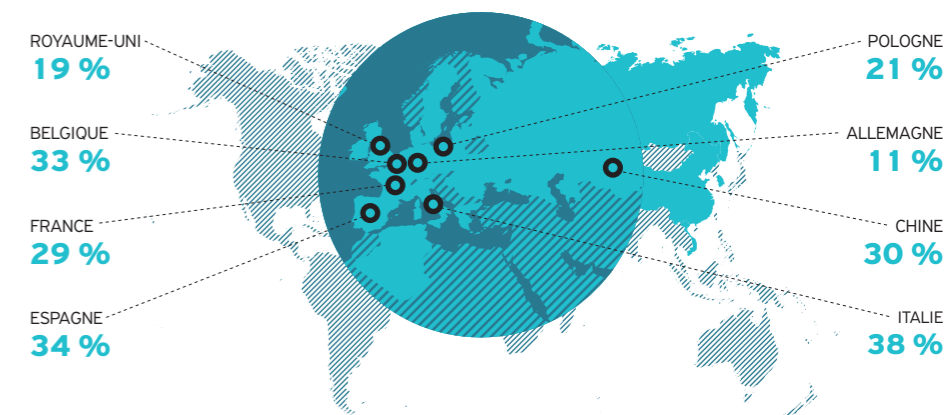 ROYAUME-UNI
19 %
BELGIQUE
33 %
FRANCE
29 %
ESPAGNE
34 %
POLOGNE
21 %
ALLEMAGNE
11 %
CHINE
30 %
ITALIE
38 %